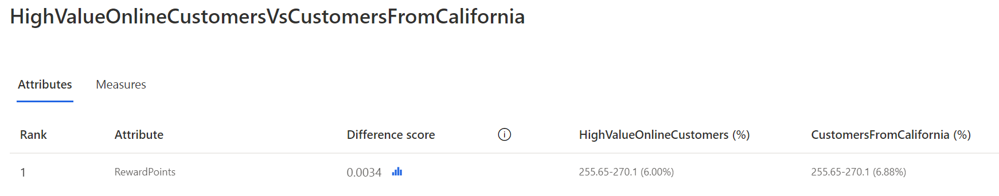 HighValueOnlineCustomersVsCustomersFromCalifornia
Attributes Measures
Rank Attribute Difference score HighValueOnlineCustomers (%) CustomersFromCalifornia (%)
1 RewardPoints 0.0034 255.65-270.1 (6.00%) 255.65-270.1 (6.88%)